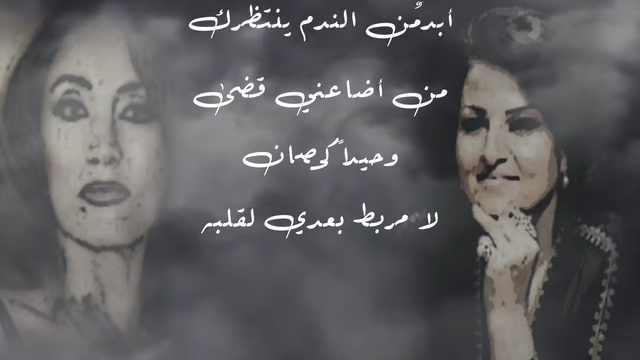 أبدٌ من الندم ينتظرك
من أضاعني قضى
وحيداً كحصان
لا مربط بعدي لقلبه